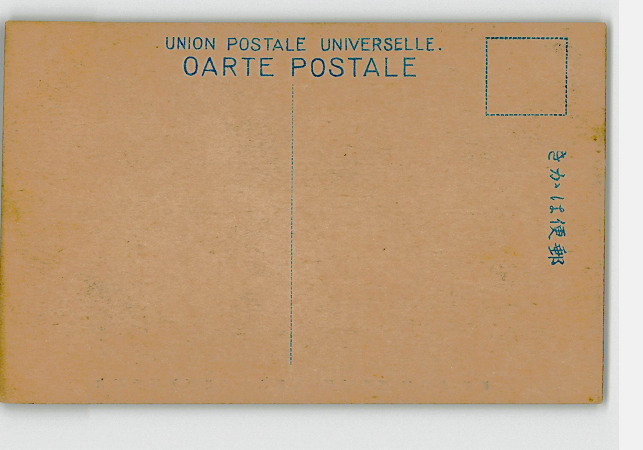 UNION POSTALE UNIVERSELLE.
OARTE POSTALE
きかは便郵